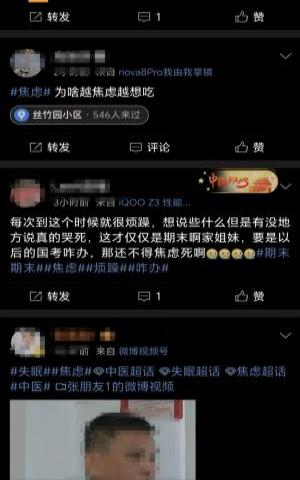 转发 1 赞
前 来自 nova8Pro我由我掌镜
#焦虑# 为啥越焦虑越想吃
丝竹园小区 · 546人来过
转发 评论 赞
3小时前 来自 iQOO Z3 性能...
每次到这个时候就很烦躁，想说些什么但是有没地
方说真的哭死，这才仅仅是期末啊家姐妹，要是以
后的国考咋办，那还不得焦虑死啊#期末
期末##焦虑##烦躁##咋办#
转发 1 赞
前 来自 微博视频号
#失眠##焦虑#中医超话 失眠超话 焦虑超话
#中医# 张朋友1的微博视频